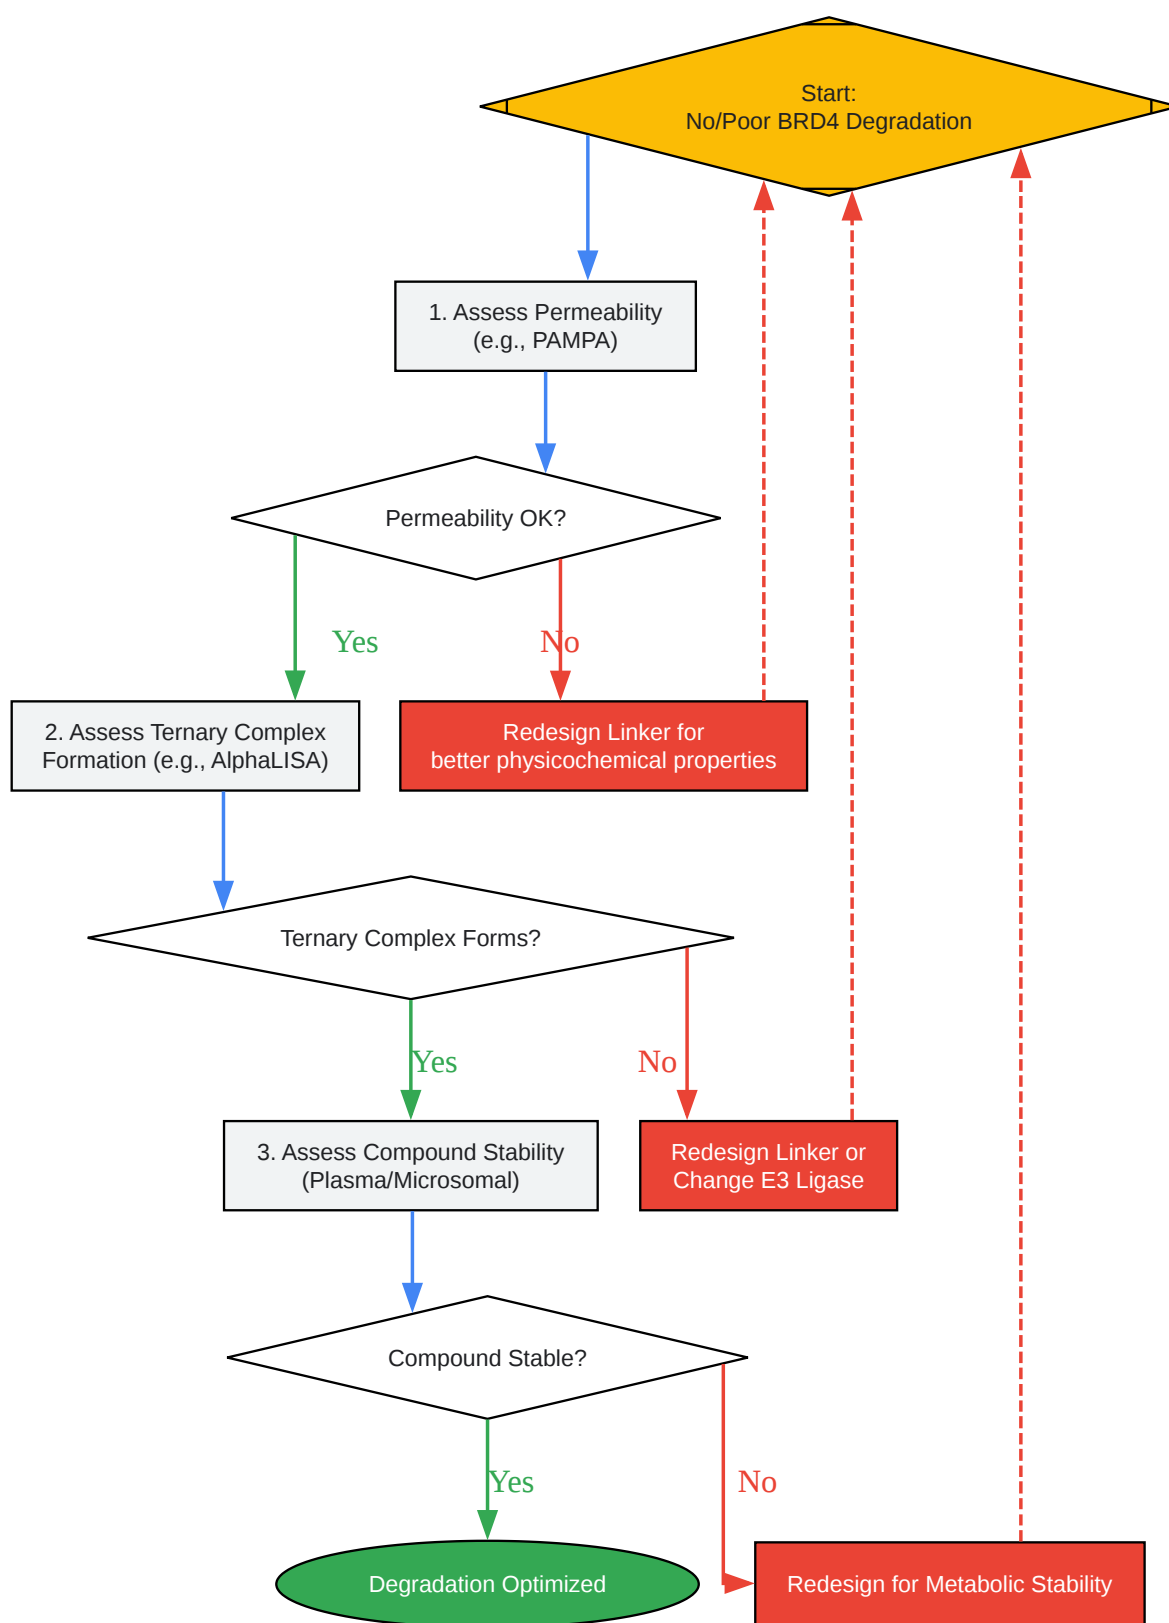 Start:
No/Poor BRD4 Degradation
1. Assess Permeability
(e.g., PAMPA)
Permeability OK?
Yes
No
2. Assess Ternary Complex
Formation (e.g., AlphaLISA)
Redesign Linker for
better physicochemical properties
Ternary Complex Forms?
Yes
No
3. Assess Compound Stability
(Plasma/Microsomal)
Redesign Linker or
Change E3 Ligase
Compound Stable?
Yes
No
Degradation Optimized
Redesign for Metabolic Stability